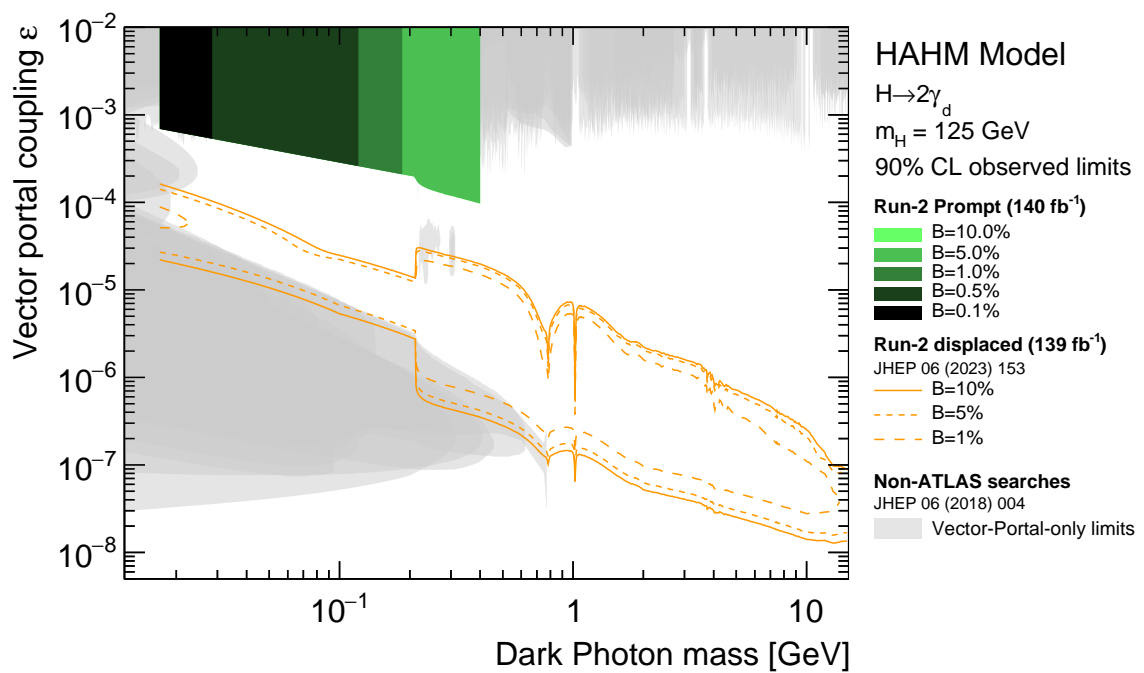 Vector portal coupling ε
10⁻²
10⁻³
10⁻⁴
10⁻⁵
10⁻⁶
10⁻⁷
10⁻⁸
10⁻¹
1
10
Dark Photon mass [GeV]
HAHM Model
H→2γ_d
m_H = 125 GeV
90% CL observed limits
Run-2 Prompt (140 fb⁻¹)
B=10.0%
B=5.0%
B=1.0%
B=0.5%
B=0.1%
Run-2 displaced (139 fb⁻¹)
JHEP 06 (2023) 153
B=10%
B=5%
B=1%
Non-ATLAS searches
JHEP 06 (2018) 004
Vector-Portal-only limits